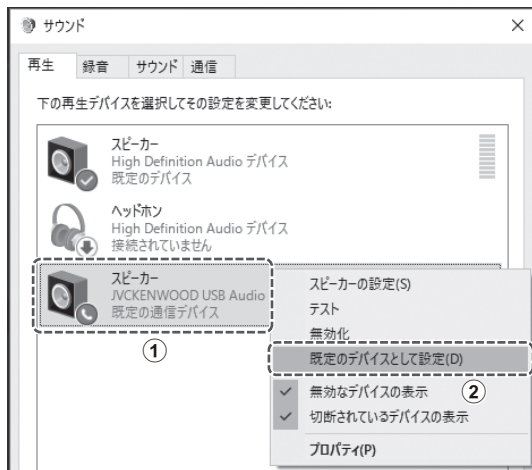 サウンド
再生 録音 サウンド 通信
下の再生デバイスを選択してその設定を変更してください:
スピーカー
High Definition Audio デバイス
既定のデバイス
ヘッドホン
High Definition Audio デバイス
接続されていません
スピーカー
JVCKENWOOD USB Audio
既定の通信デバイス
①
スピーカーの設定(S)
テスト
無効化
既定のデバイスとして設定(D)
無効なデバイスの表示
②
切断されているデバイスの表示
プロパティ(P)